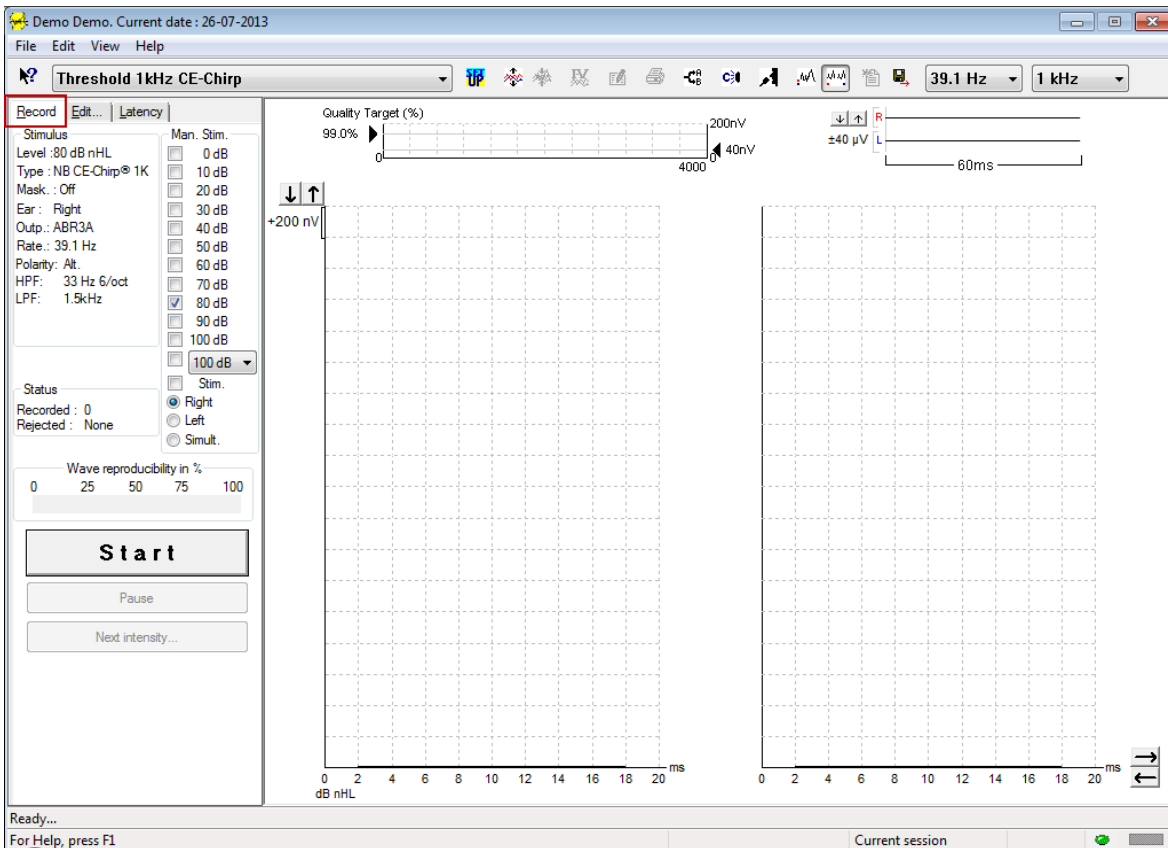 Demo Demo. Current date : 26-07-2013
File Edit View Help
Threshold 1kHz CE-Chirp
39.1 Hz
1 kHz
Record Edit... Latency
Stimulus
Level :80 dB nHL
Type : NB CE-Chirp® 1K
Mask. : Off
Ear : Right
Outp.: ABR3A
Rate.: 39.1 Hz
Polarity: Alt.
HPF: 33 Hz 6/oct
LPF: 1.5kHz
Man. Stim.
0 dB
10 dB
20 dB
30 dB
40 dB
50 dB
60 dB
70 dB
80 dB
90 dB
100 dB
100 dB
Stim.
Right
Left
Simult.
Status
Recorded : 0
Rejected : None
Wave reproducibility in %
0 25 50 75 100
Start
Pause
Next intensity...
Quality Target (%)
99.0%
200nV
40nV
0
4000
0
R
±40 µV L
60ms
+200 nV
0 2 4 6 8 10 12 14 16 18 20 ms
dB nHL
0 2 4 6 8 10 12 14 16 18 20 ms
Ready...
For Help, press F1
Current session